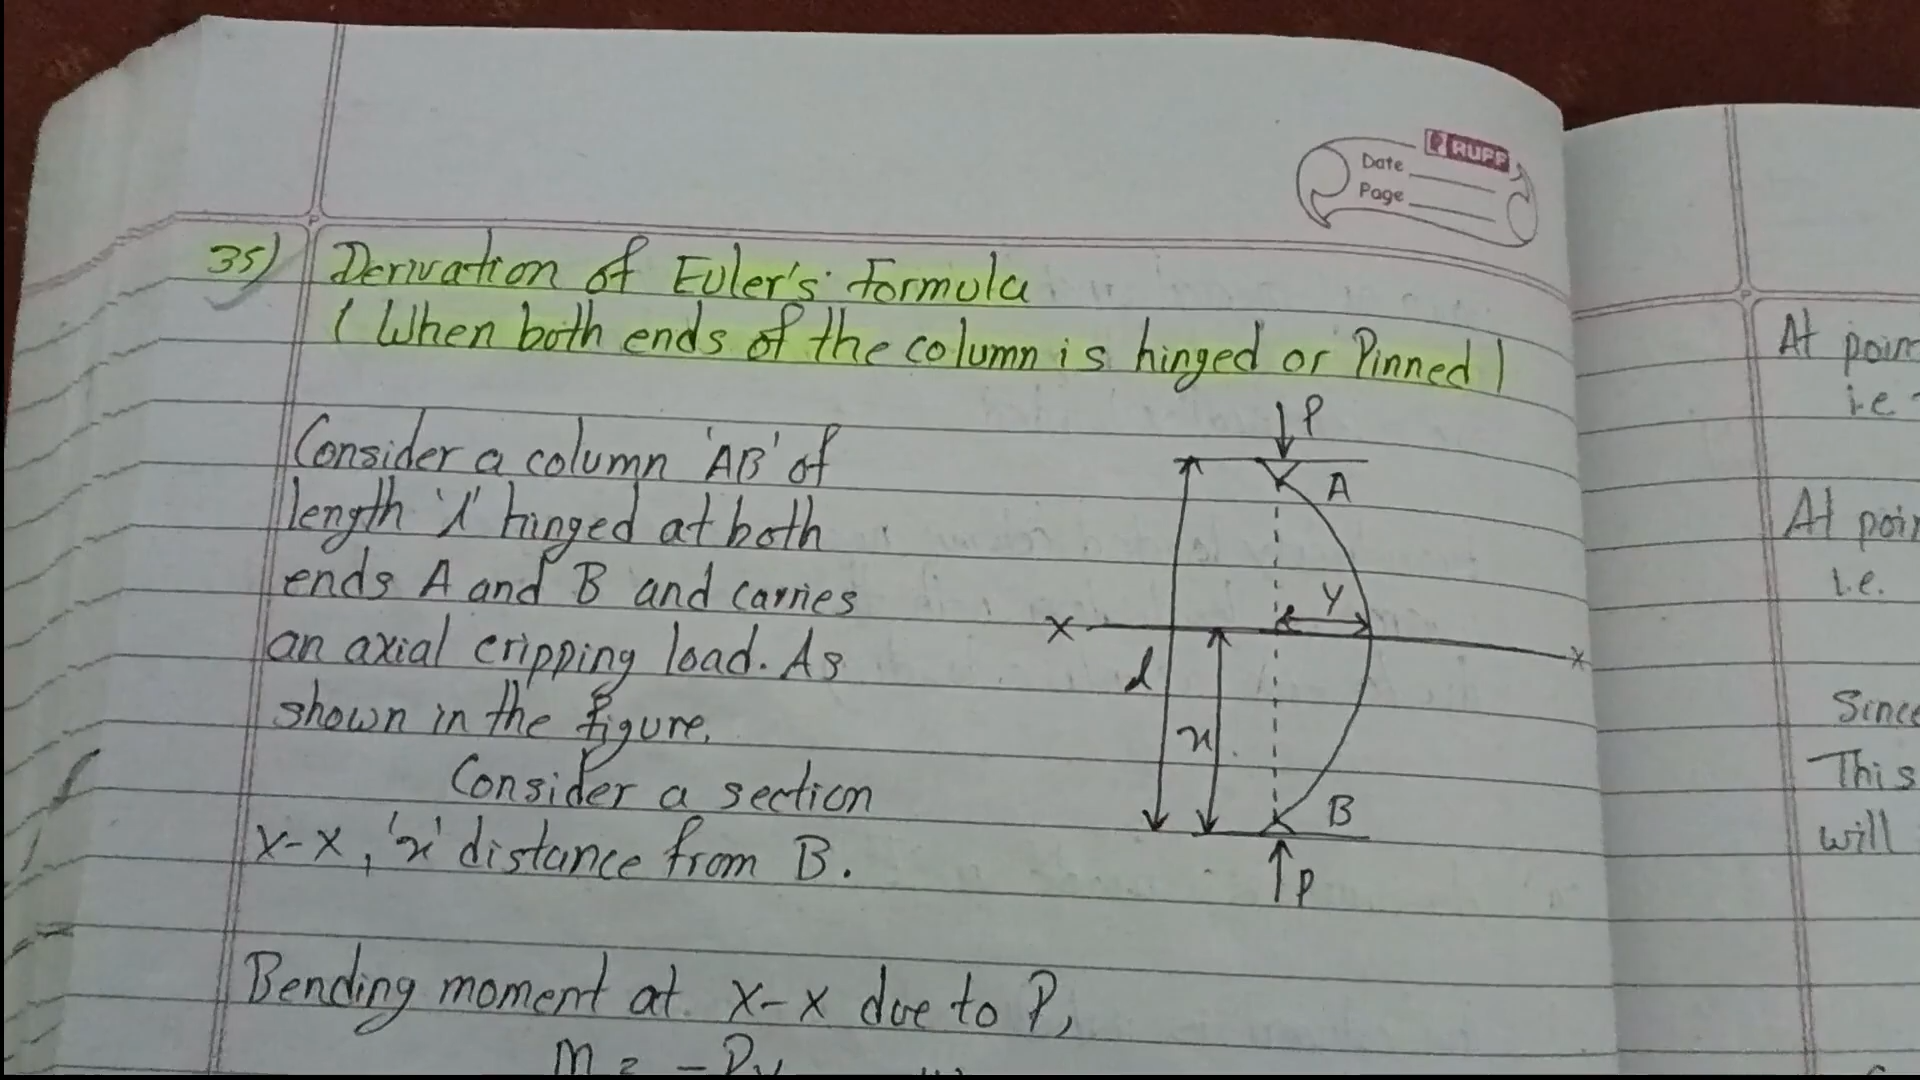 RUFF
Date
Page
35) Derivation of Euler's Formula
(When both ends of the column is hinged or Pinned)
Consider a column 'AB' of
length 'l' hinged at both
ends A and B and carries
an axial cripping load. As
shown in the figure.
Consider a section
X-X, 'x' distance from B.
Bending moment at X-X due to P,
M = -Py
P
A
y
X
X
l
x
B
P
At
i.e
At
i.e.
Since
This
will